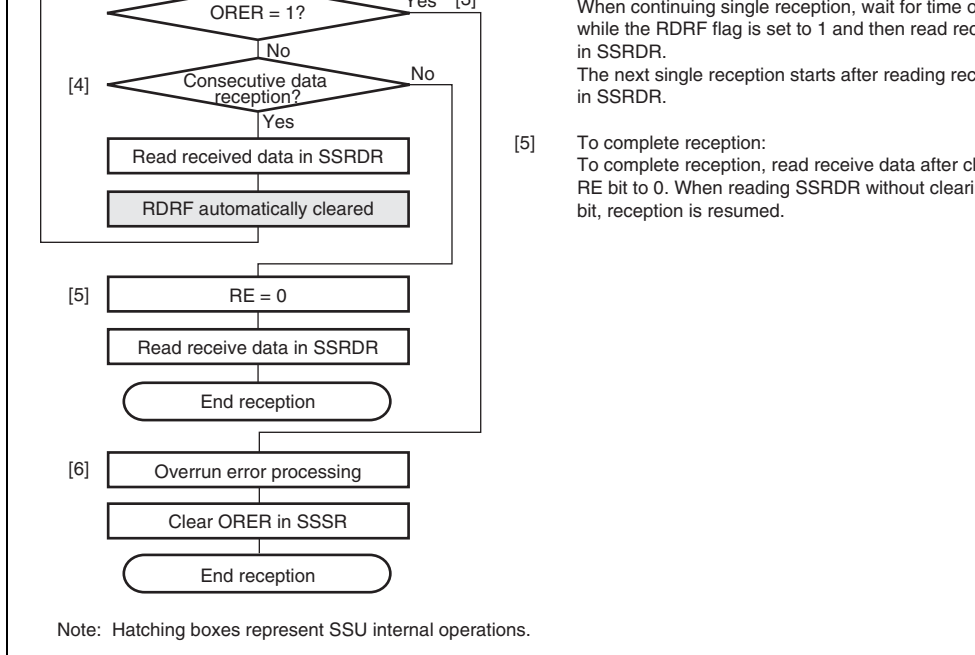 ORER = 1?
Yes [3]
No
[4]
Consecutive data
reception?
No
Yes
Read received data in SSRDR
RDRF automatically cleared
[5]
RE = 0
Read receive data in SSRDR
End reception
[6]
Overrun error processing
Clear ORER in SSSR
End reception
When continuing single reception, wait for time
while the RDRF flag is set to 1 and then read
in SSRDR.
The next single reception starts after reading
in SSRDR.
[5] To complete reception:
To complete reception, read receive data after
RE bit to 0. When reading SSRDR without
bit, reception is resumed.
Note: Hatching boxes represent SSU internal operations.